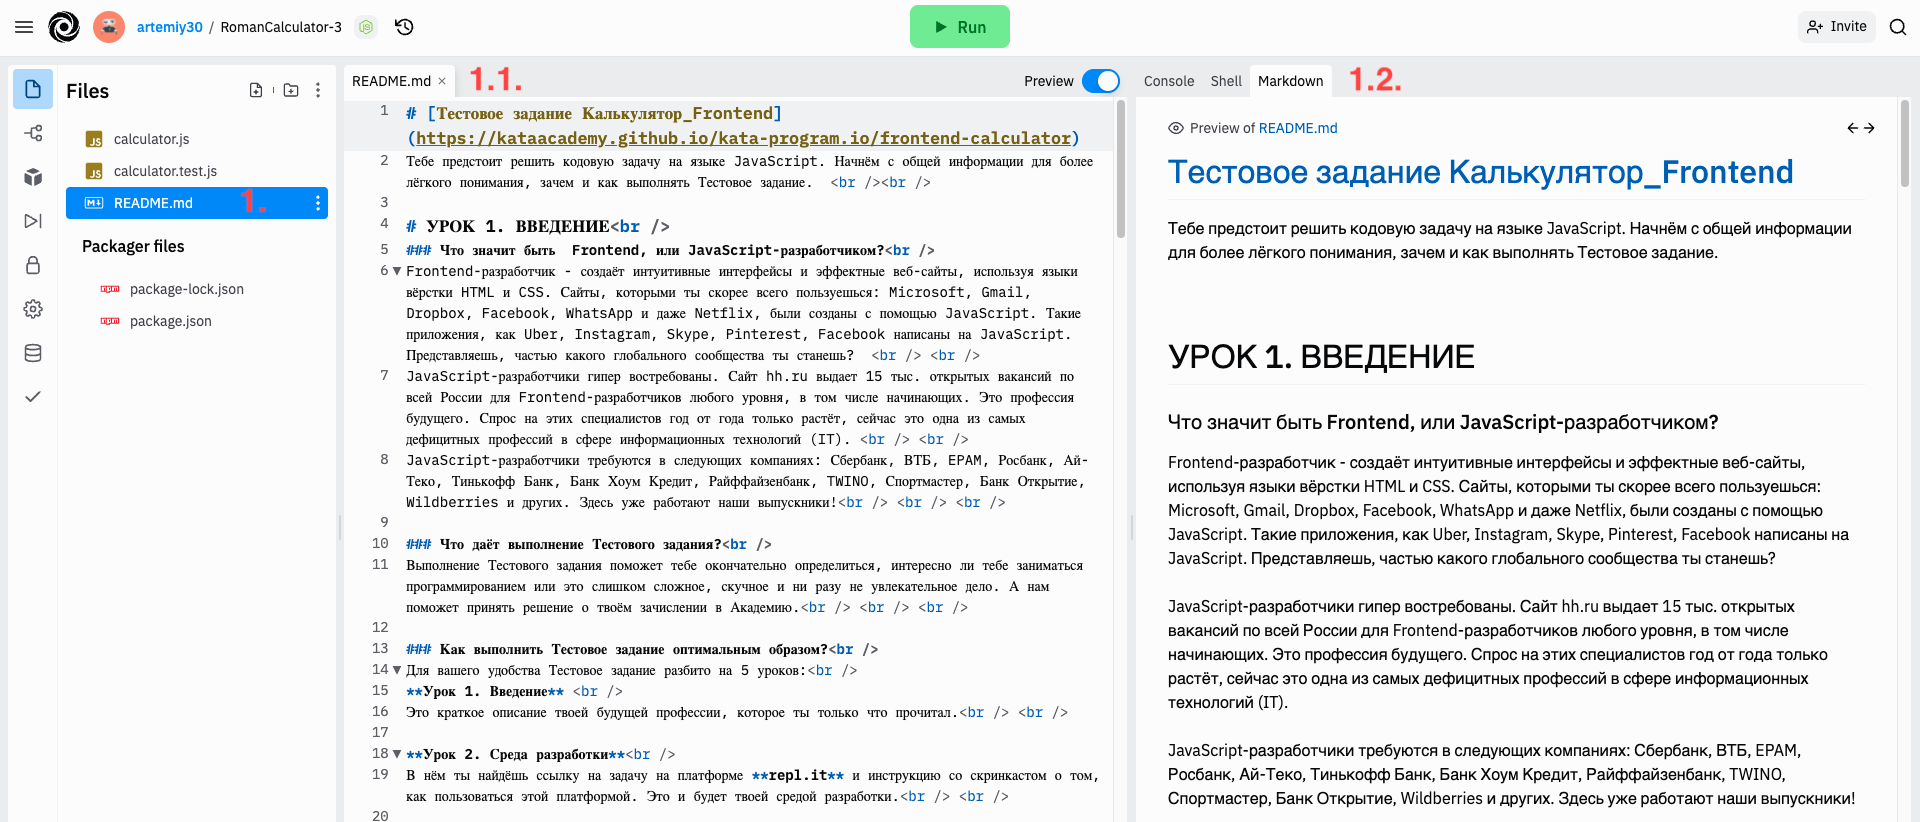 artemiy30 / RomanCalculator-3
Run
Invite
Files
calculator.js
calculator.test.js
README.md
1.
Packager files
package-lock.json
package.json
README.md ×
1.1.
Preview
1 # [Тестовое задание Калькулятор_Frontend]
(https://kataacademy.github.io/kata-program.io/frontend-calculator)
2 Тебе предстоит решить кодовую задачу на языке JavaScript. Начнём с общей информации для более
лёгкого понимания, зачем и как выполнять Тестовое задание.  <br /><br />
3
4 # УРОК 1. ВВЕДЕНИЕ<br />
5 ### Что значит быть  Frontend, или JavaScript-разработчиком?<br />
6 Frontend-разработчик - создаёт интуитивные интерфейсы и эффектные веб-сайты, используя языки
вёрстки HTML и CSS. Сайты, которыми ты скорее всего пользуешься: Microsoft, Gmail,
Dropbox, Facebook, WhatsApp и даже Netflix, были созданы с помощью JavaScript. Такие
приложения, как Uber, Instagram, Skype, Pinterest, Facebook написаны на JavaScript.
Представляешь, частью какого глобального сообщества ты станешь?  <br /> <br />
7 JavaScript-разработчики гипер востребованы. Сайт hh.ru выдает 15 тыс. открытых вакансий по
всей России для Frontend-разработчиков любого уровня, в том числе начинающих. Это профессия
будущего. Спрос на этих специалистов год от года только растёт, сейчас это одна из самых
дефицитных профессий в сфере информационных технологий (IT). <br /> <br />
8 JavaScript-разработчики требуются в следующих компаниях: Сбербанк, ВТБ, EPAM, Росбанк, Ай-
Теко, Тинькофф Банк, Банк Хоум Кредит, Райффайзенбанк, TWINO, Спортмастер, Банк Открытие,
Wildberries и других. Здесь уже работают наши выпускники!<br /> <br /> <br />
9
10 ### Что даёт выполнение Тестового задания?<br />
11 Выполнение Тестового задания поможет тебе окончательно определиться, интересно ли тебе заниматься
программированием или это слишком сложное, скучное и ни разу не увлекательное дело. А нам
поможет принять решение о твоём зачислении в Академию.<br /> <br /> <br />
12
13 ### Как выполнить Тестовое задание оптимальным образом?<br />
14 Для вашего удобства Тестовое задание разбито на 5 уроков:<br />
15 **Урок 1. Введение** <br />
16 Это краткое описание твоей будущей профессии, которое ты только что прочитал.<br /> <br />
17
18 **Урок 2. Среда разработки**<br />
19 В нём ты найдёшь ссылку на задачу на платформе **repl.it** и инструкцию со скринкастом о том,
как пользоваться этой платформой. Это и будет твоей средой разработки.<br /> <br />
20
Console Shell Markdown
1.2.
Preview of README.md
Тестовое задание Калькулятор_Frontend
Тебе предстоит решить кодовую задачу на языке JavaScript. Начнём с общей информации
для более лёгкого понимания, зачем и как выполнять Тестовое задание.
УРОК 1. ВВЕДЕНИЕ
Что значит быть Frontend, или JavaScript-разработчиком?
Frontend-разработчик - создаёт интуитивные интерфейсы и эффектные веб-сайты,
используя языки вёрстки HTML и CSS. Сайты, которыми ты скорее всего пользуешься:
Microsoft, Gmail, Dropbox, Facebook, WhatsApp и даже Netflix, были созданы с помощью
JavaScript. Такие приложения, как Uber, Instagram, Skype, Pinterest, Facebook написаны на
JavaScript. Представляешь, частью какого глобального сообщества ты станешь?
JavaScript-разработчики гипер востребованы. Сайт hh.ru выдает 15 тыс. открытых
вакансий по всей России для Frontend-разработчиков любого уровня, в том числе
начинающих. Это профессия будущего. Спрос на этих специалистов год от года только
растёт, сейчас это одна из самых дефицитных профессий в сфере информационных
технологий (IT).
JavaScript-разработчики требуются в следующих компаниях: Сбербанк, ВТБ, EPAM,
Росбанк, Ай-Теко, Тинькофф Банк, Банк Хоум Кредит, Райффайзенбанк, TWINO,
Спортмастер, Банк Открытие, Wildberries и других. Здесь уже работают наши выпускники!